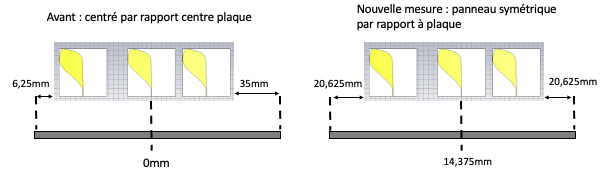 Avant : centré par rapport centre plaque
6,25mm
35mm
0mm
Nouvelle mesure : panneau symétrique
par rapport à plaque
20,625mm
20,625mm
14,375mm